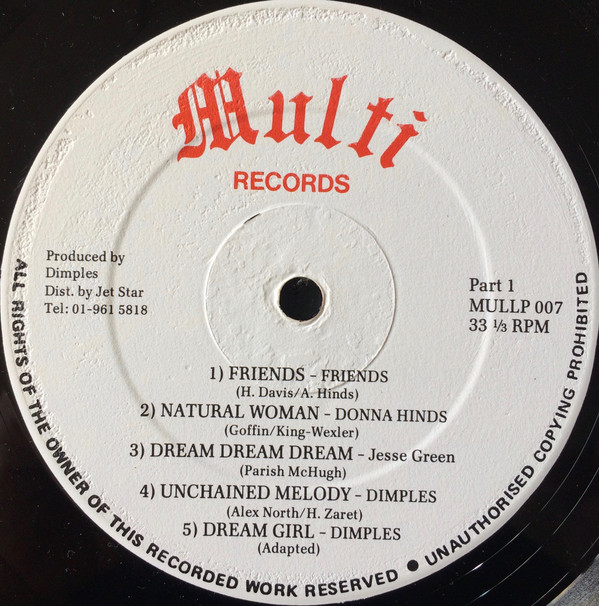 Multi
RECORDS
Produced by
Dimples
Dist. by Jet Star
Tel: 01-961 5818
Part 1
MULLP 007
33 ⅓ RPM
1) FRIENDS – FRIENDS
(H. Davis/A. Hinds)
2) NATURAL WOMAN – DONNA HINDS
(Goffin/King-Wexler)
3) DREAM DREAM DREAM – Jesse Green
(Parish McHugh)
4) UNCHAINED MELODY – DIMPLES
(Alex North/H. Zaret)
5) DREAM GIRL – DIMPLES
(Adapted)
ALL RIGHTS OF THE OWNER OF THIS RECORDED WORK RESERVED ● UNAUTHORISED COPYING PROHIBITED